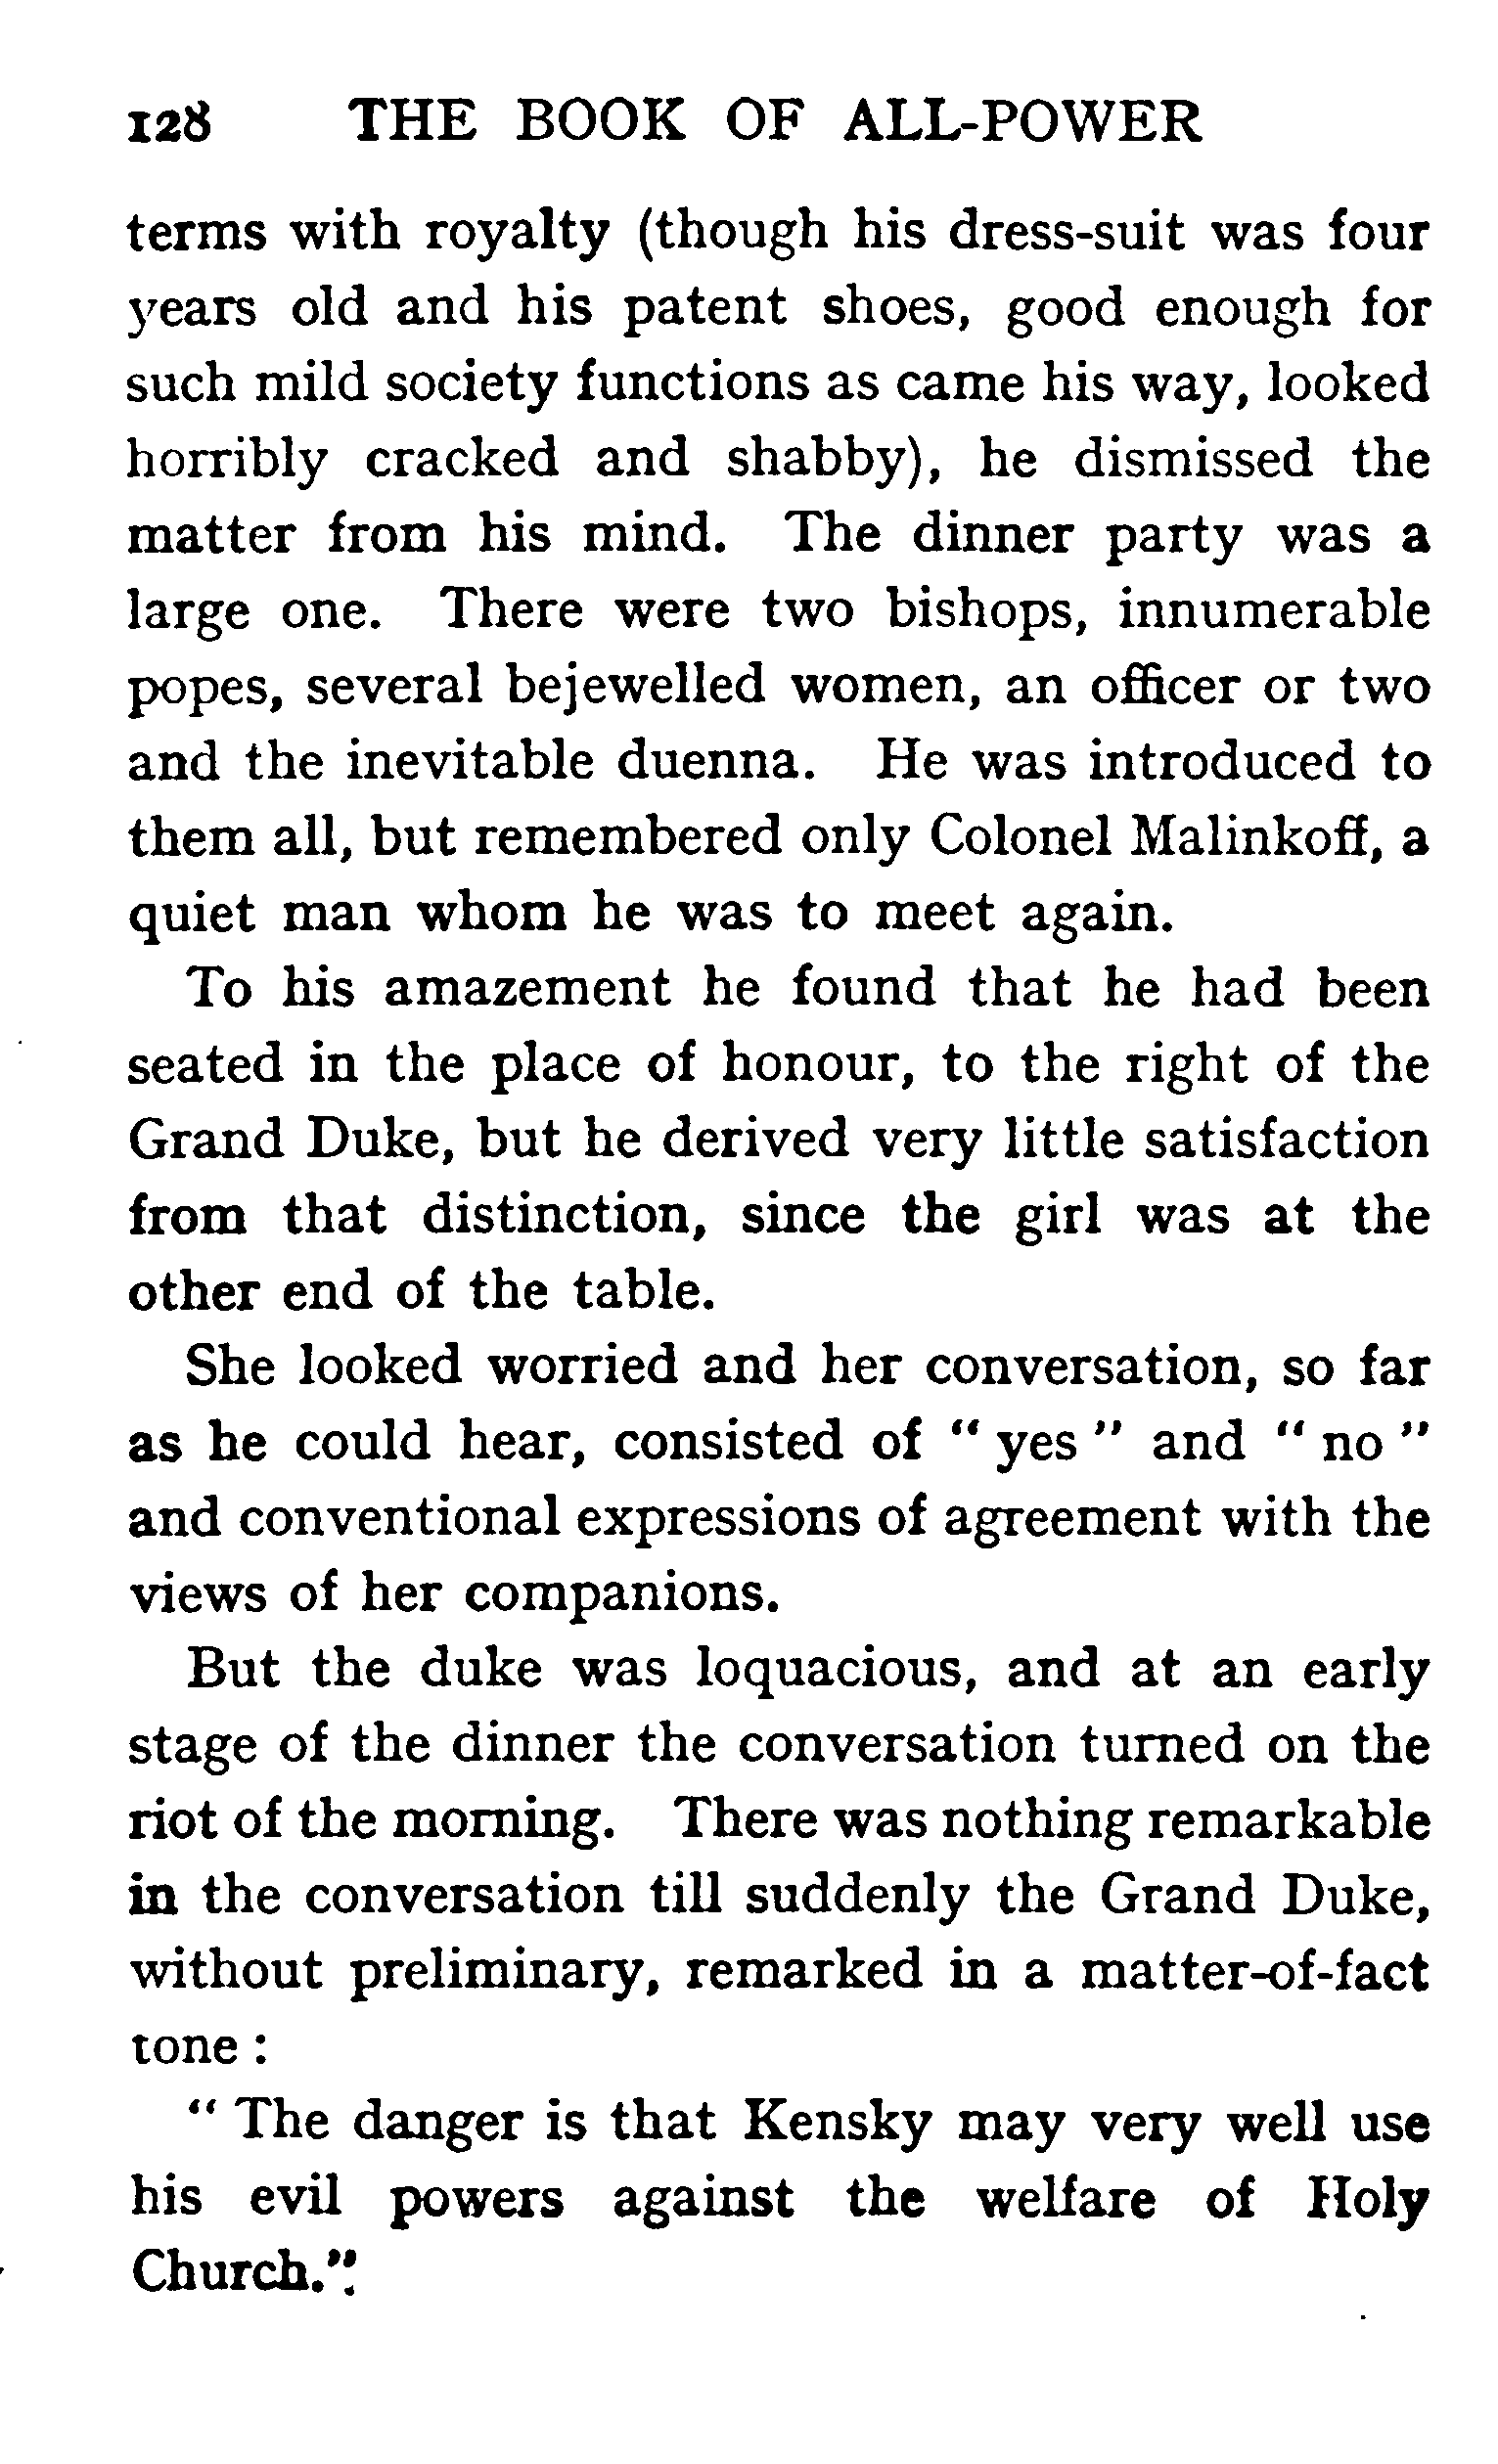 128 THE BOOK OF ALL-POWER
terms with royalty (though his dress-suit was four
years old and his patent shoes, good enough for
such mild society functions as came his way, looked
horribly cracked and shabby), he dismissed the
matter from his mind. The dinner party was a
large one. There were two bishops, innumerable
popes, several bejewelled women, an officer or two
and the inevitable duenna. He was introduced to
them all, but remembered only Colonel Malinkoff, a
quiet man whom he was to meet again.
To his amazement he found that he had been
seated in the place of honour, to the right of the
Grand Duke, but he derived very little satisfaction
from that distinction, since the girl was at the
other end of the table.
She looked worried and her conversation, so far
as he could hear, consisted of " yes " and " no "
and conventional expressions of agreement with the
views of her companions.
But the duke was loquacious, and at an early
stage of the dinner the conversation turned on the
riot of the morning. There was nothing remarkable
in the conversation till suddenly the Grand Duke,
without preliminary, remarked in a matter-of-fact
tone :
" The danger is that Kensky may very well use
his evil powers against the welfare of Holy
Church."